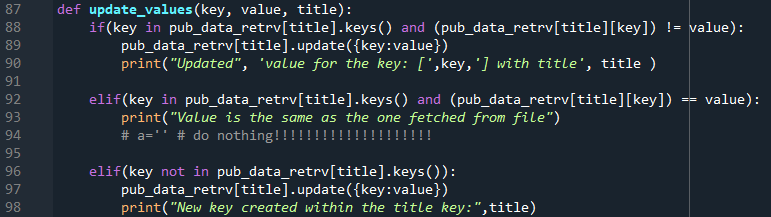 87 def update_values(key, value, title):
88 if(key in pub_data_retrv[title].keys() and (pub_data_retrv[title][key]) != value):
89 pub_data_retrv[title].update({key:value})
90 print("Updated", 'value for the key: [',key,'] with title', title )
91
92 elif(key in pub_data_retrv[title].keys() and (pub_data_retrv[title][key]) == value):
93 print("Value is the same as the one fetched from file")
94 # a='' # do nothing!!!!!!!!!!!!!!!!!!!!
95
96 elif(key not in pub_data_retrv[title].keys()):
97 pub_data_retrv[title].update({key:value})
98 print("New key created within the title key:",title)